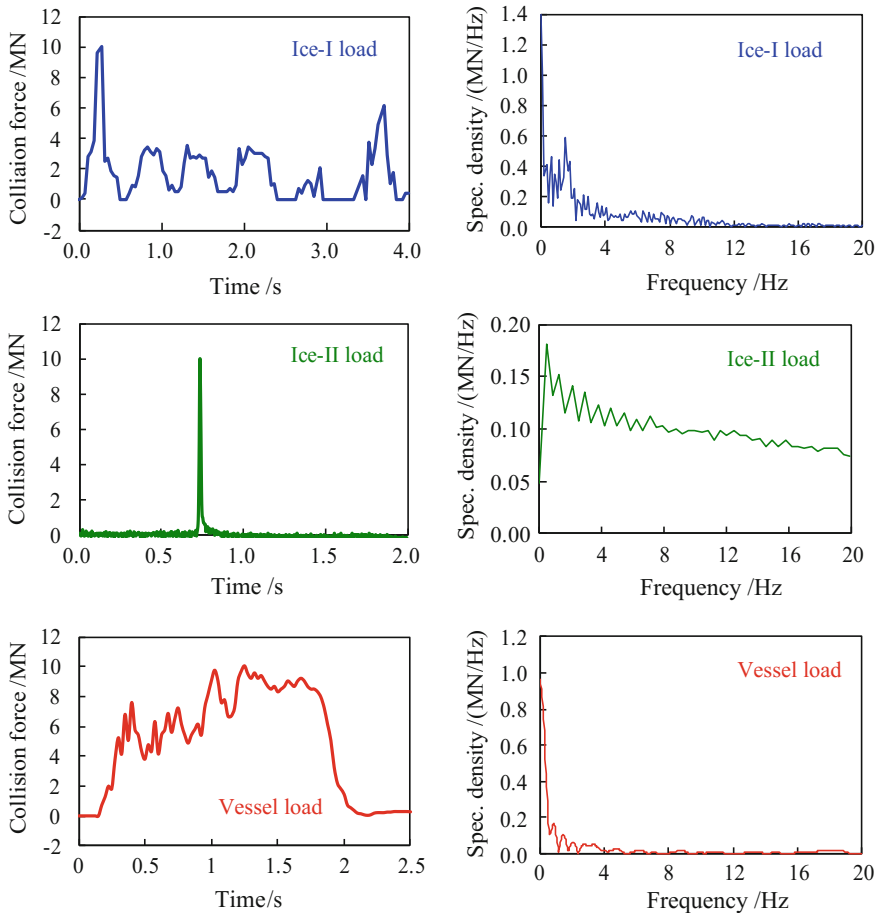 Colliaion force /MN
12
10
8
6
4
2
0
-2
Ice-I load
0.0 1.0 2.0 3.0 4.0
Time /s
Spec. density /(MN/Hz)
1.4
1.2
1.0
0.8
0.6
0.4
0.2
0.0
Ice-I load
0 4 8 12 16 20
Frequency /Hz
Collision force /MN
12
10
8
6
4
2
0
Ice-II load
0.0 0.5 1.0 1.5 2.0
Time /s
Spec. density /(MN/Hz)
0.20
0.15
0.10
0.05
0.00
Ice-II load
0 4 8 12 16 20
Frequency /Hz
Collision force /MN
12
10
8
6
4
2
0
-2
Vessel load
0 0.5 1 1.5 2 2.5
Time/s
Spec. density /(MN/Hz)
1.2
1.0
0.8
0.6
0.4
0.2
0.0
Vessel load
0 4 8 12 16 20
Frequency /Hz